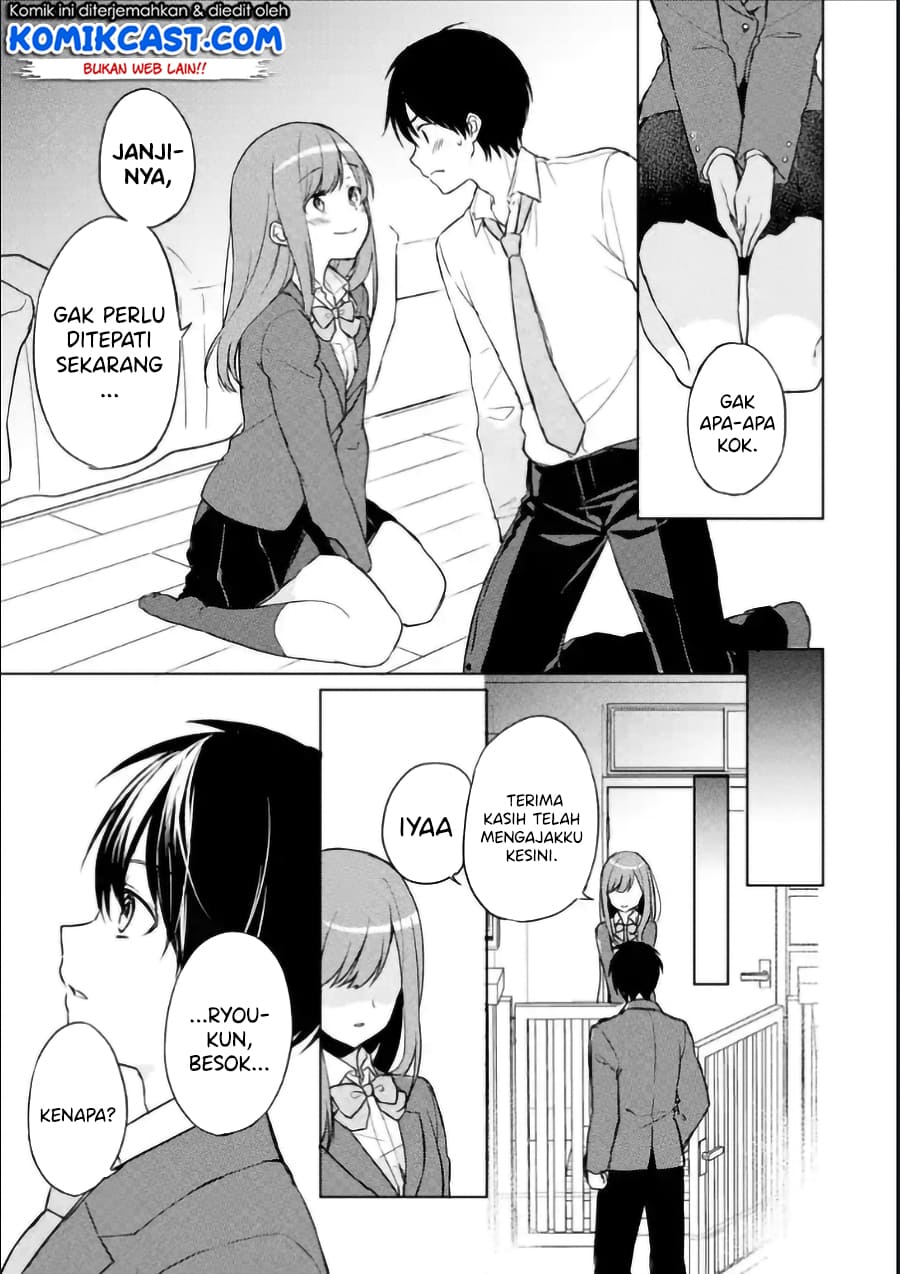 Komik ini diterjemahkan & diedit oleh
KOMIKCAST.COM
BUKAN WEB LAIN!!
GAK
APA-APA
KOK.
JANJI-
NYA,
GAK PERLU
DITEPATI
SEKARANG
...
TERIMA
KASIH TELAH
MENGAJAKKU
KESINI.
IYAA
...RYOU-
KUN,
BESOK...
KENAPA?